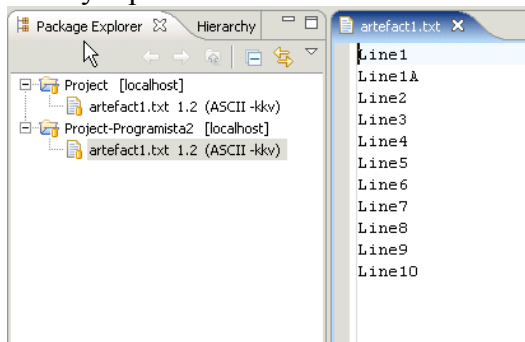 Package Explorer
Hierarchy
Project [localhost]
artefact1.txt 1.2 (ASCII -kkv)
Project-Programista2 [localhost]
artefact1.txt 1.2 (ASCII -kkv)
artefact1.txt
Line1
Line1A
Line2
Line3
Line4
Line5
Line6
Line7
Line8
Line9
Line10